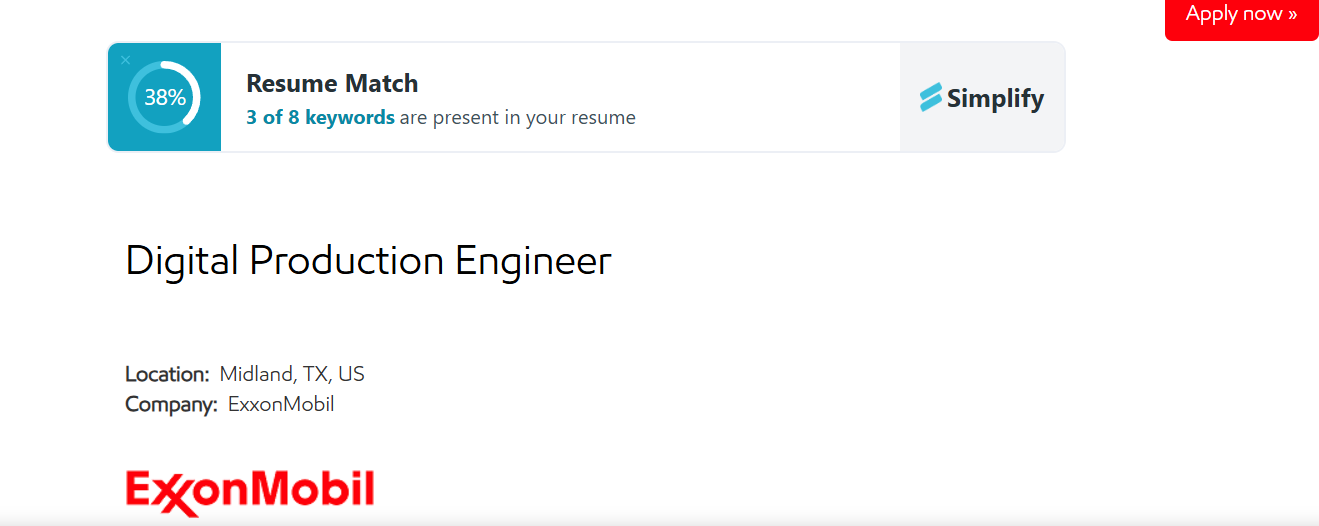 Apply now »
38%
Resume Match
3 of 8 keywords are present in your resume
Simplify
Digital Production Engineer
Location: Midland, TX, US
Company: ExxonMobil
ExxonMobil